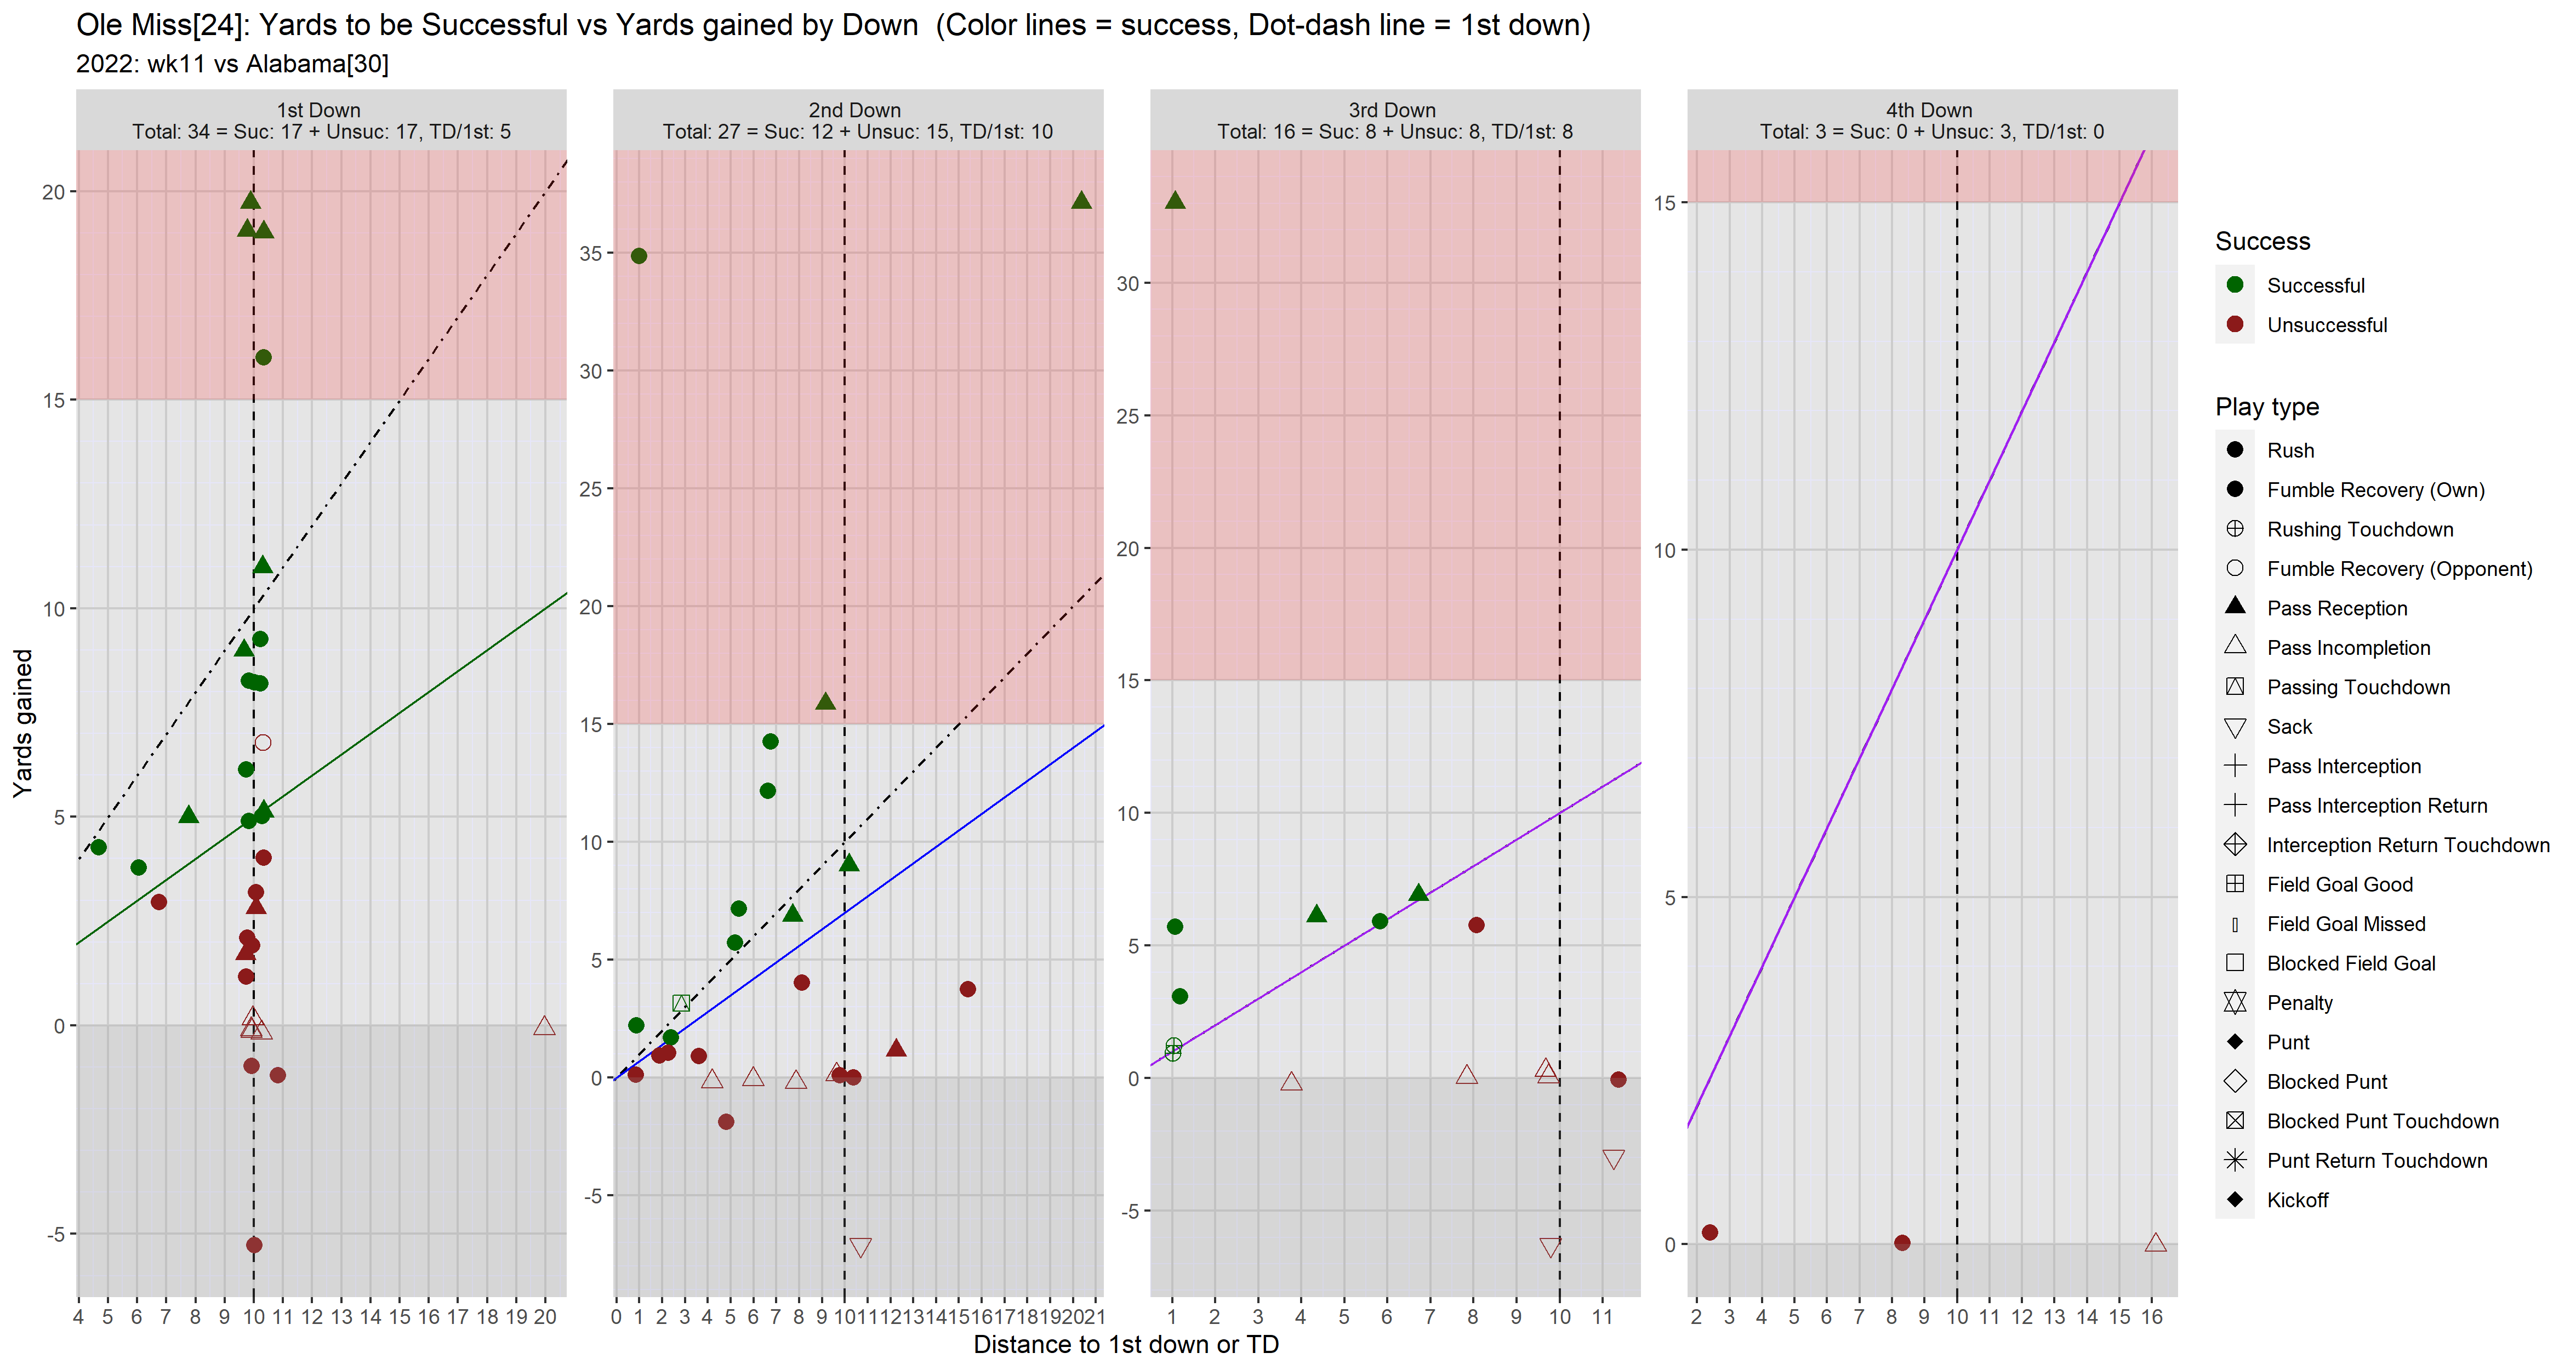 Ole Miss[24]: Yards to be Successful vs Yards gained by Down  (Color lines = success, Dot-dash line = 1st down)
2022: wk11 vs Alabama[30]
1st Down
Total: 34 = Suc: 17 + Unsuc: 17, TD/1st: 5
2nd Down
Total: 27 = Suc: 12 + Unsuc: 15, TD/1st: 10
3rd Down
Total: 16 = Suc: 8 + Unsuc: 8, TD/1st: 8
4th Down
Total: 3 = Suc: 0 + Unsuc: 3, TD/1st: 0
Yards gained
20
15
10
5
0
-5
4 5 6 7 8 9 10 11 12 13 14 15 16 17 18 19 20
35
30
25
20
15
10
5
0
-5
0 1 2 3 4 5 6 7 8 9 10 11 12 13 14 15 16 17 18 19 20 21
30
25
20
15
10
5
0
-5
1 2 3 4 5 6 7 8 9 10 11
15
10
5
0
2 3 4 5 6 7 8 9 10 11 12 13 14 15 16
Distance to 1st down or TD
Success
Successful
Unsuccessful
Play type
Rush
Fumble Recovery (Own)
Rushing Touchdown
Fumble Recovery (Opponent)
Pass Reception
Pass Incompletion
Passing Touchdown
Sack
Pass Interception
Pass Interception Return
Interception Return Touchdown
Field Goal Good
Field Goal Missed
Blocked Field Goal
Penalty
Punt
Blocked Punt
Blocked Punt Touchdown
Punt Return Touchdown
Kickoff